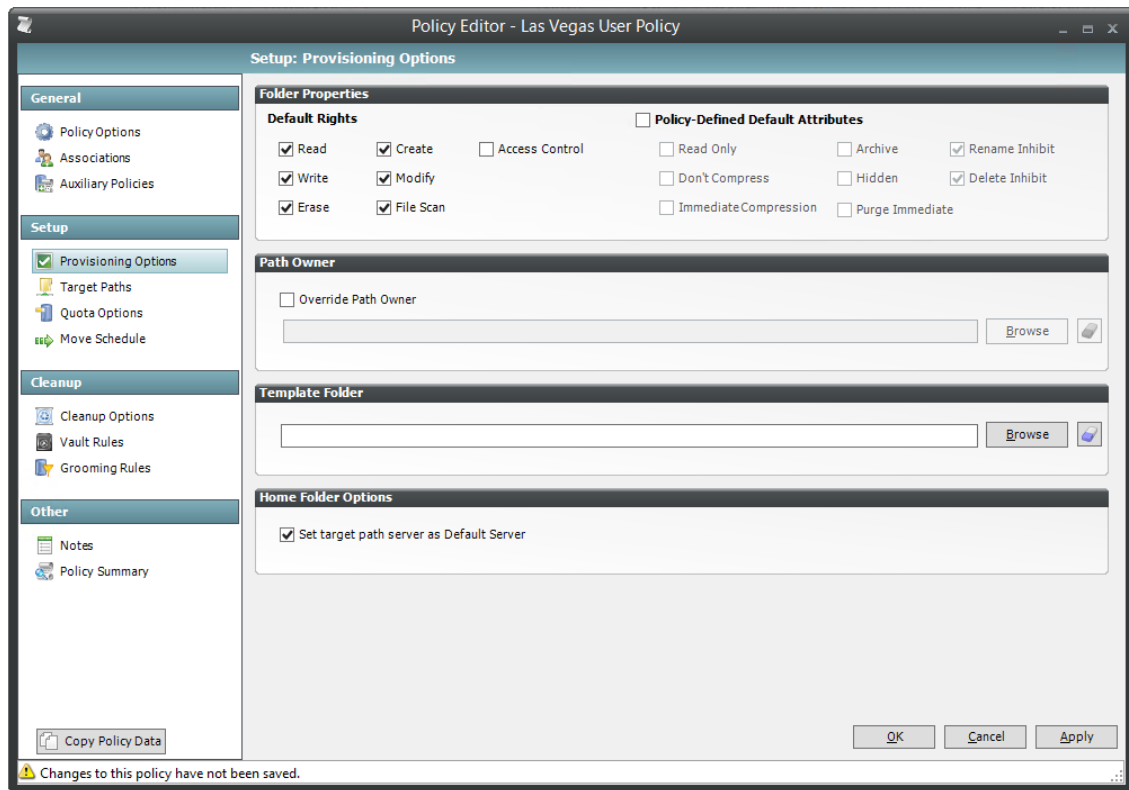 Policy Editor - Las Vegas User Policy
Setup: Provisioning Options
General
Policy Options
Associations
Auxiliary Policies
Setup
Provisioning Options
Target Paths
Quota Options
Move Schedule
Cleanup
Cleanup Options
Vault Rules
Grooming Rules
Other
Notes
Policy Summary
Copy Policy Data
Folder Properties
Default Rights
Read Create Access Control
Write Modify
Erase File Scan
Policy-Defined Default Attributes
Read Only Archive Rename Inhibit
Don't Compress Hidden Delete Inhibit
Immediate Compression Purge Immediate
Path Owner
Override Path Owner
Browse
Template Folder
Browse
Home Folder Options
Set target path server as Default Server
OK Cancel Apply
Changes to this policy have not been saved.